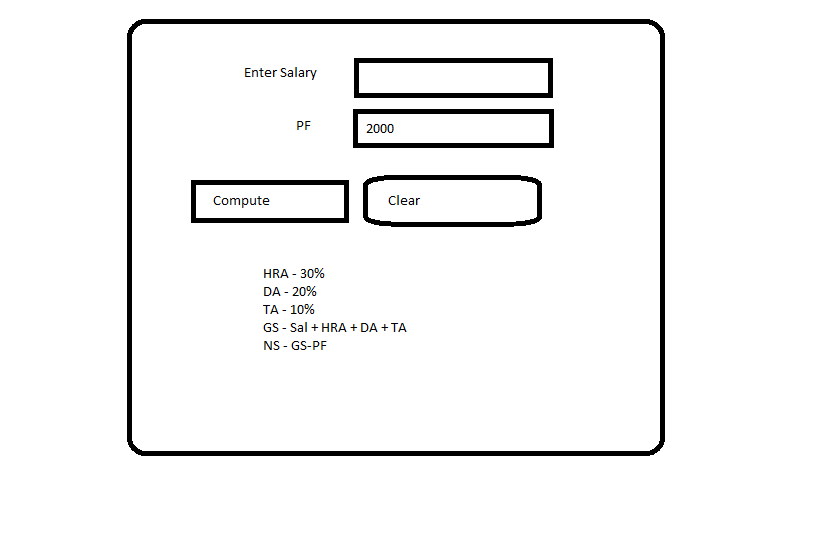 Enter Salary
PF 2000
Compute Clear
HRA - 30%
DA - 20%
TA - 10%
GS - Sal + HRA + DA + TA
NS - GS-PF